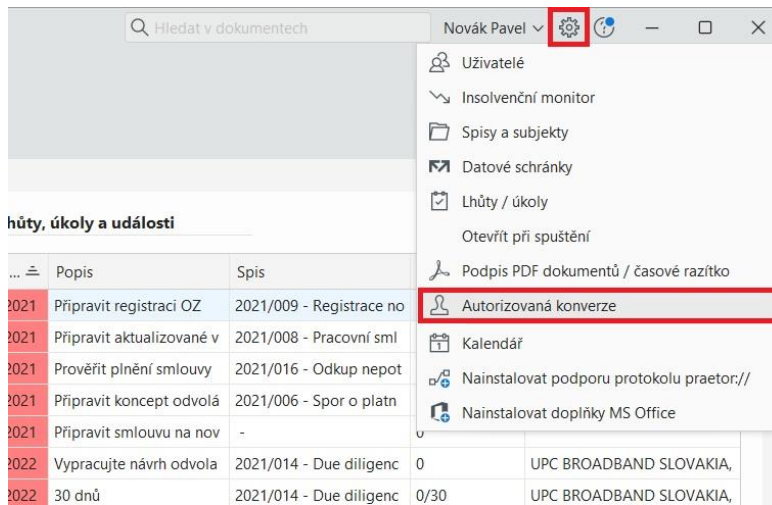 Hledat v dokumentech
Novák Pavel
Uživatelé
Insolvenční monitor
Spisy a subjekty
Datové schránky
Lhůty / úkoly
Otevřít při spuštění
Podpis PDF dokumentů / časové razítko
Autorizovaná konverze
Kalendář
Nainstalovat podporu protokolu praetor://
Nainstalovat doplňky MS Office
hůty, úkoly a události
... Popis Spis
2021 Připravit registraci OZ 2021/009 - Registrace no
2021 Připravit aktualizované v 2021/008 - Pracovní sml
2021 Prověřit plnění smlouvy 2021/016 - Odkup nepot
2021 Připravit koncept odvolá 2021/006 - Spor o platn
2021 Připravit smlouvu na nov - 0
2022 Vypracujte návrh odvola 2021/014 - Due diligenc 0 UPC BROADBAND SLOVAKIA,
2022 30 dnů 2021/014 - Due diligenc 0/30 UPC BROADBAND SLOVAKIA,